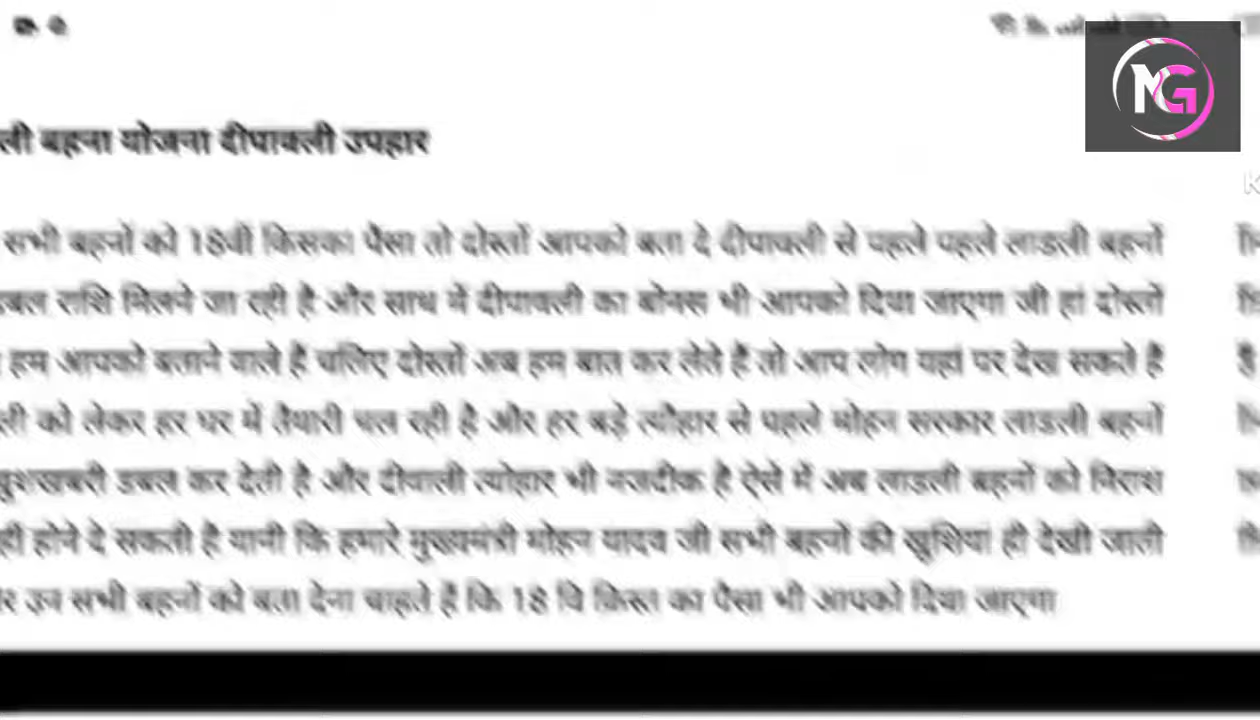 NG
ली बहना योजना दीपावली उपहार
सभी बहनों को 18वीं किसका पैसा तो दोस्तों आपको बता दे दीपावली से पहले पहले लाडली बहनों
डबल राशि मिलने जा रही है और साथ में दीपावली का बोनस भी आपको दिया जाएगा जी हां दोस्तों
हम आपको बताने वाले हैं चलिए दोस्तों अब हम बात कर लेते हैं तो आप लोग यहां पर देख सकते है
ली को लेकर हर घर में तैयारी चल रही है और हर बड़े त्यौहार से पहले मोहन सरकार लाडली बहनों
खुशखबरी डबल कर देती है और दीवाली त्योहार भी नजदीक है ऐसे में अब लाडली बहनों को निराश
ही होने दे सकती है यानी कि हमारे मुख्यमंत्री मोहन यादव जी सभी बहनों की खुशियां ही देखी जाती
र उन सभी बहनों को बता देना चाहते हैं कि 18 वि किस्त का पैसा भी आपको दिया जाएगा